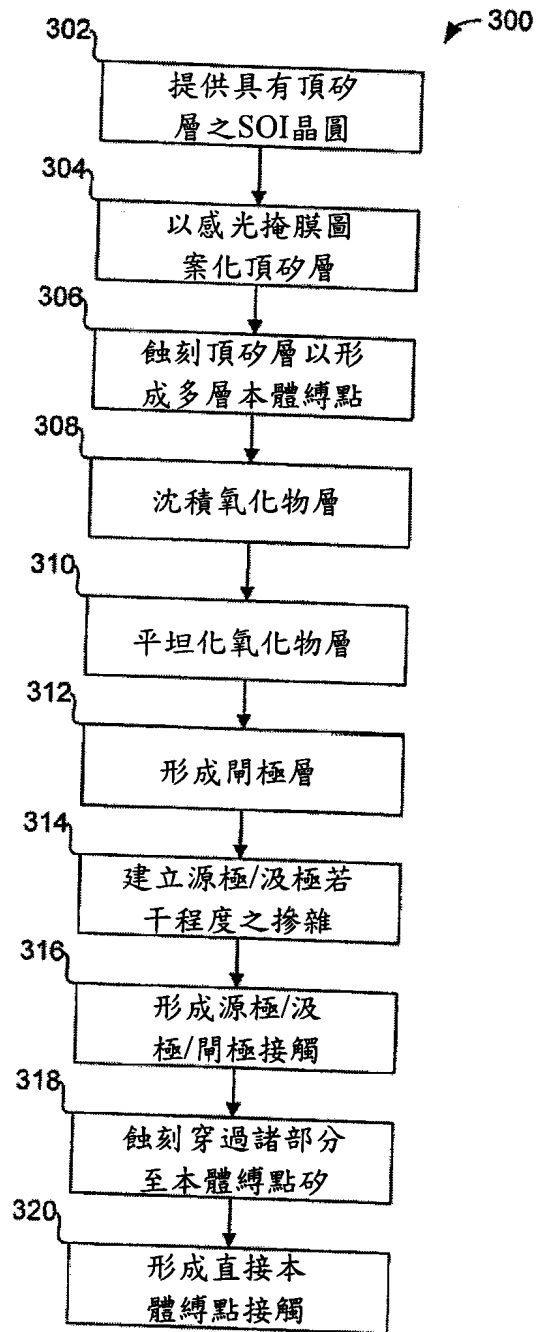 300
302
提供具有頂矽
層之SOI晶圓
304
以感光掩膜圖
案化頂矽層
306
蝕刻頂矽層以形
成多層本體縛點
308
沈積氧化物層
310
平坦化氧化物層
312
形成閘極層
314
建立源極/汲極若
干程度之摻雜
316
形成源極/汲
極/閘極接觸
318
蝕刻穿過諸部分
至本體縛點矽
320
形成直接本
體縛點接觸